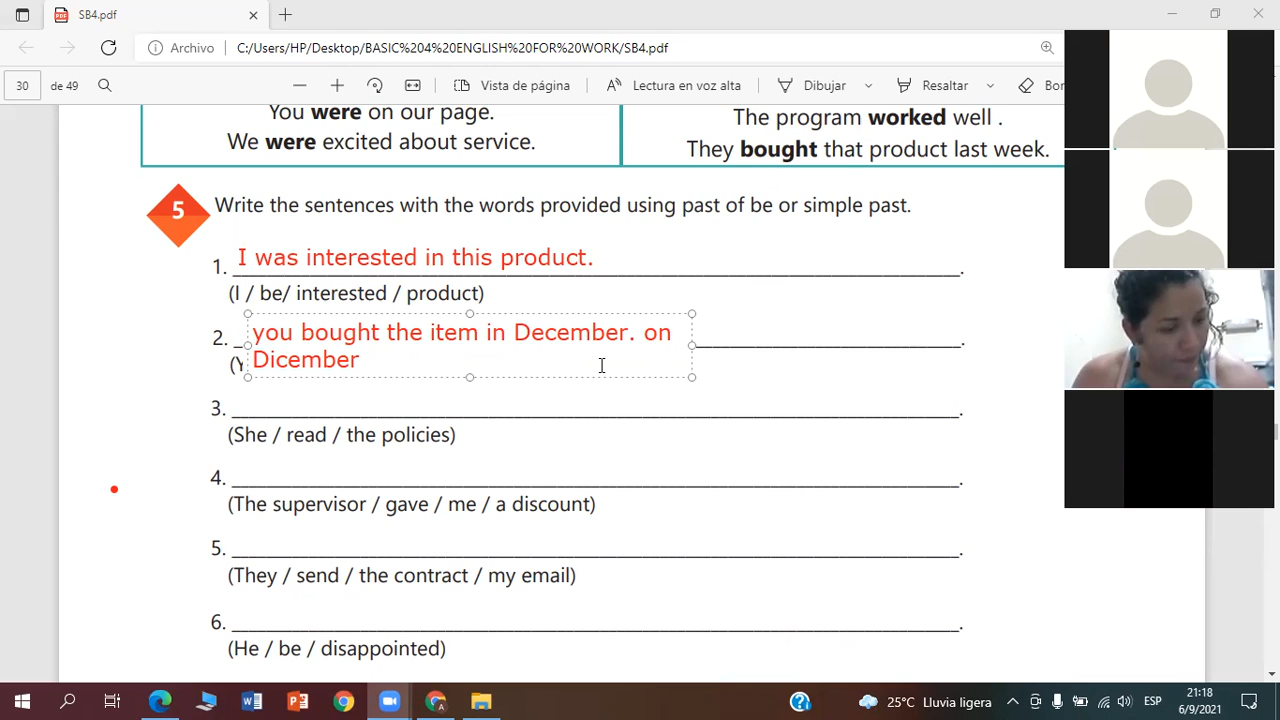 SB4.pdf
Archivo C:/Users/HP/Desktop/BASIC%204%20ENGLISH%20FOR%20WORK/SB4.pdf
30 de 49 Vista de página Lectura en voz alta Dibujar Resaltar Bor
You were on our page.
We were excited about service.
The program worked well .
They bought that product last week.
5 Write the sentences with the words provided using past of be or simple past.
1. I was interested in this product. .
(I / be/ interested / product)
2. you bought the item in December. on .
Dicember
3. .
(She / read / the policies)
4. .
(The supervisor / gave / me / a discount)
5. .
(They / send / the contract / my email)
6. .
(He / be / disappointed)
25°C Lluvia ligera ESP 21:18
6/9/2021